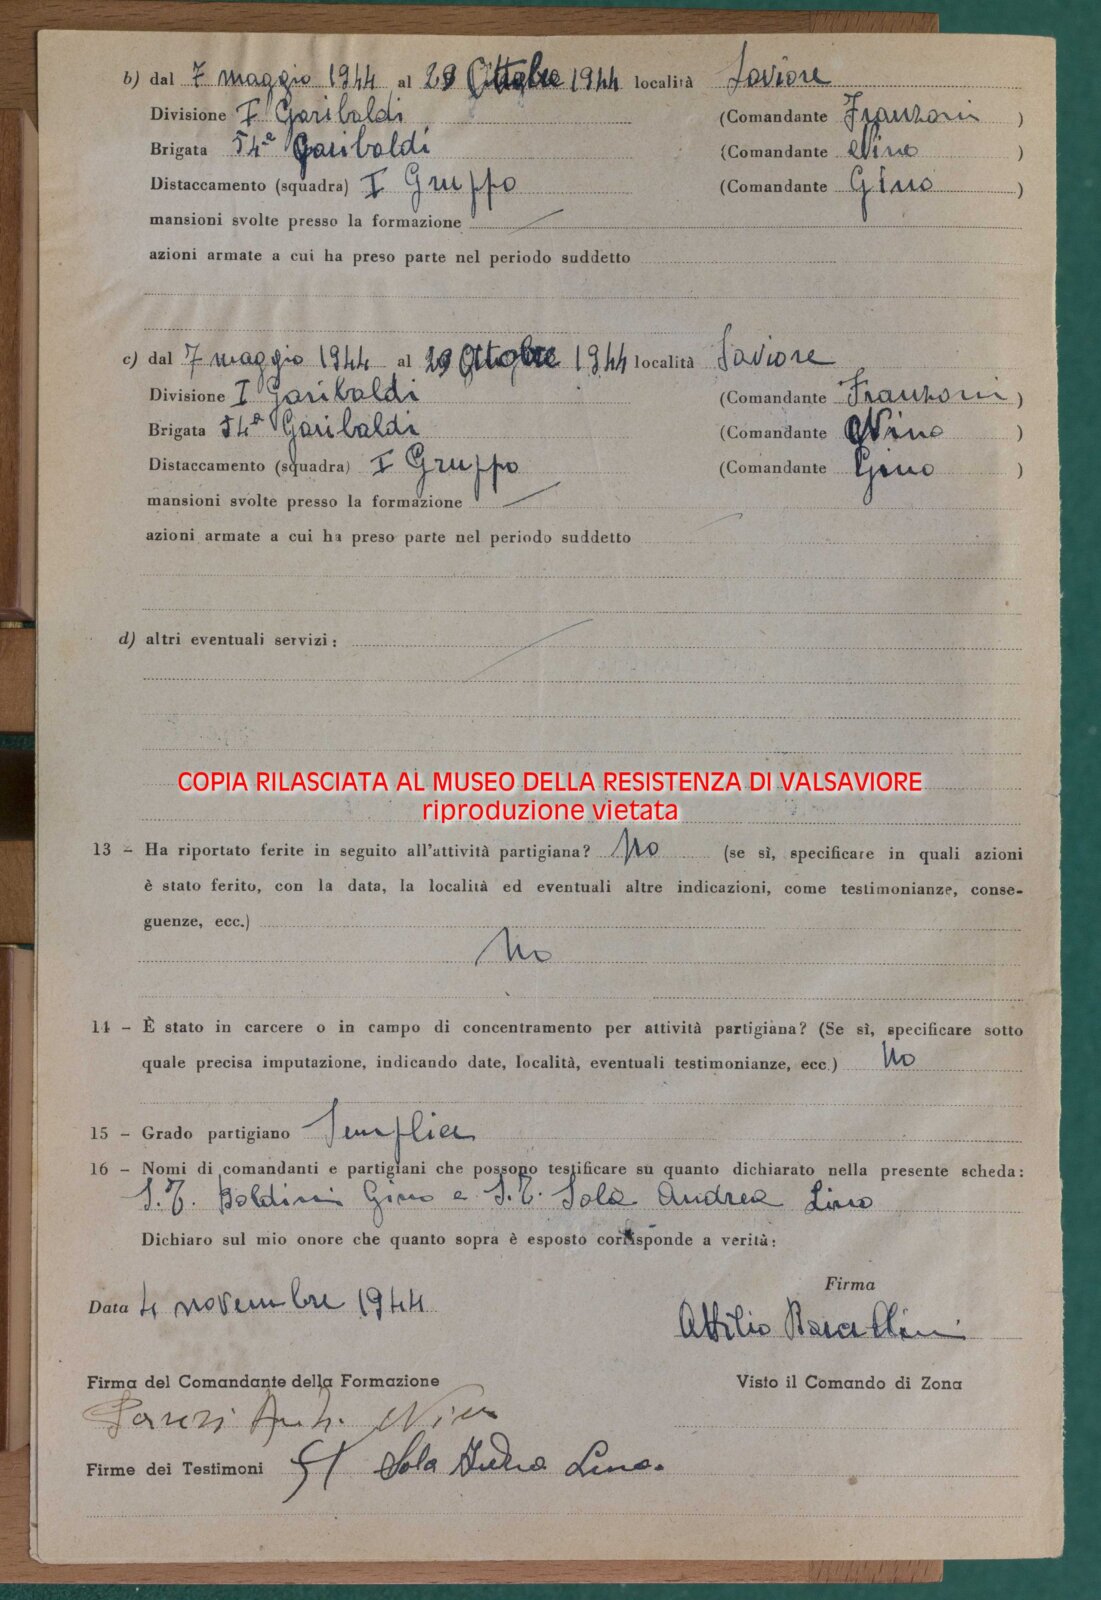 b) dal 7 maggio 1944 al 29 Ottobre 1944 località Saviore
Divisione I Garibaldi (Comandante Franzoni )
Brigata 54ª Garibaldi (Comandante Nino )
Distaccamento (squadra) I Gruppo (Comandante Gino )
mansioni svolte presso la formazione
azioni armate a cui ha preso parte nel periodo suddetto
c) dal 7 maggio 1944 al 29 Ottobre 1944 località Saviore
Divisione I Garibaldi (Comandante Franzoni )
Brigata 54ª Garibaldi (Comandante Nino )
Distaccamento (squadra) I Gruppo (Comandante Gino )
mansioni svolte presso la formazione
azioni armate a cui ha preso parte nel periodo suddetto
d) altri eventuali servizi :
COPIA RILASCIATA AL MUSEO DELLA RESISTENZA DI VALSAVIORE
riproduzione vietata
13 - Ha riportato ferite in seguito all'attività partigiana? No (se sì, specificare in quali azioni
è stato ferito, con la data, la località ed eventuali altre indicazioni, come testimonianze, conse-
guenze, ecc.)
No
14 - È stato in carcere o in campo di concentramento per attività partigiana? (Se sì, specificare sotto
quale precisa imputazione, indicando date, località, eventuali testimonianze, ecc.) No
15 - Grado partigiano Semplice
16 - Nomi di comandanti e partigiani che possono testificare su quanto dichiarato nella presente scheda:
S.T. Boldini Gino e S.T. Sola Andrea Lino
Dichiaro sul mio onore che quanto sopra è esposto corrisponde a verità:
Firma
Data 4 novembre 1944
Attilio
Firma del Comandante della Formazione Visto il Comando di Zona
Nino
Firme dei Testimoni Sola Andrea Lino.